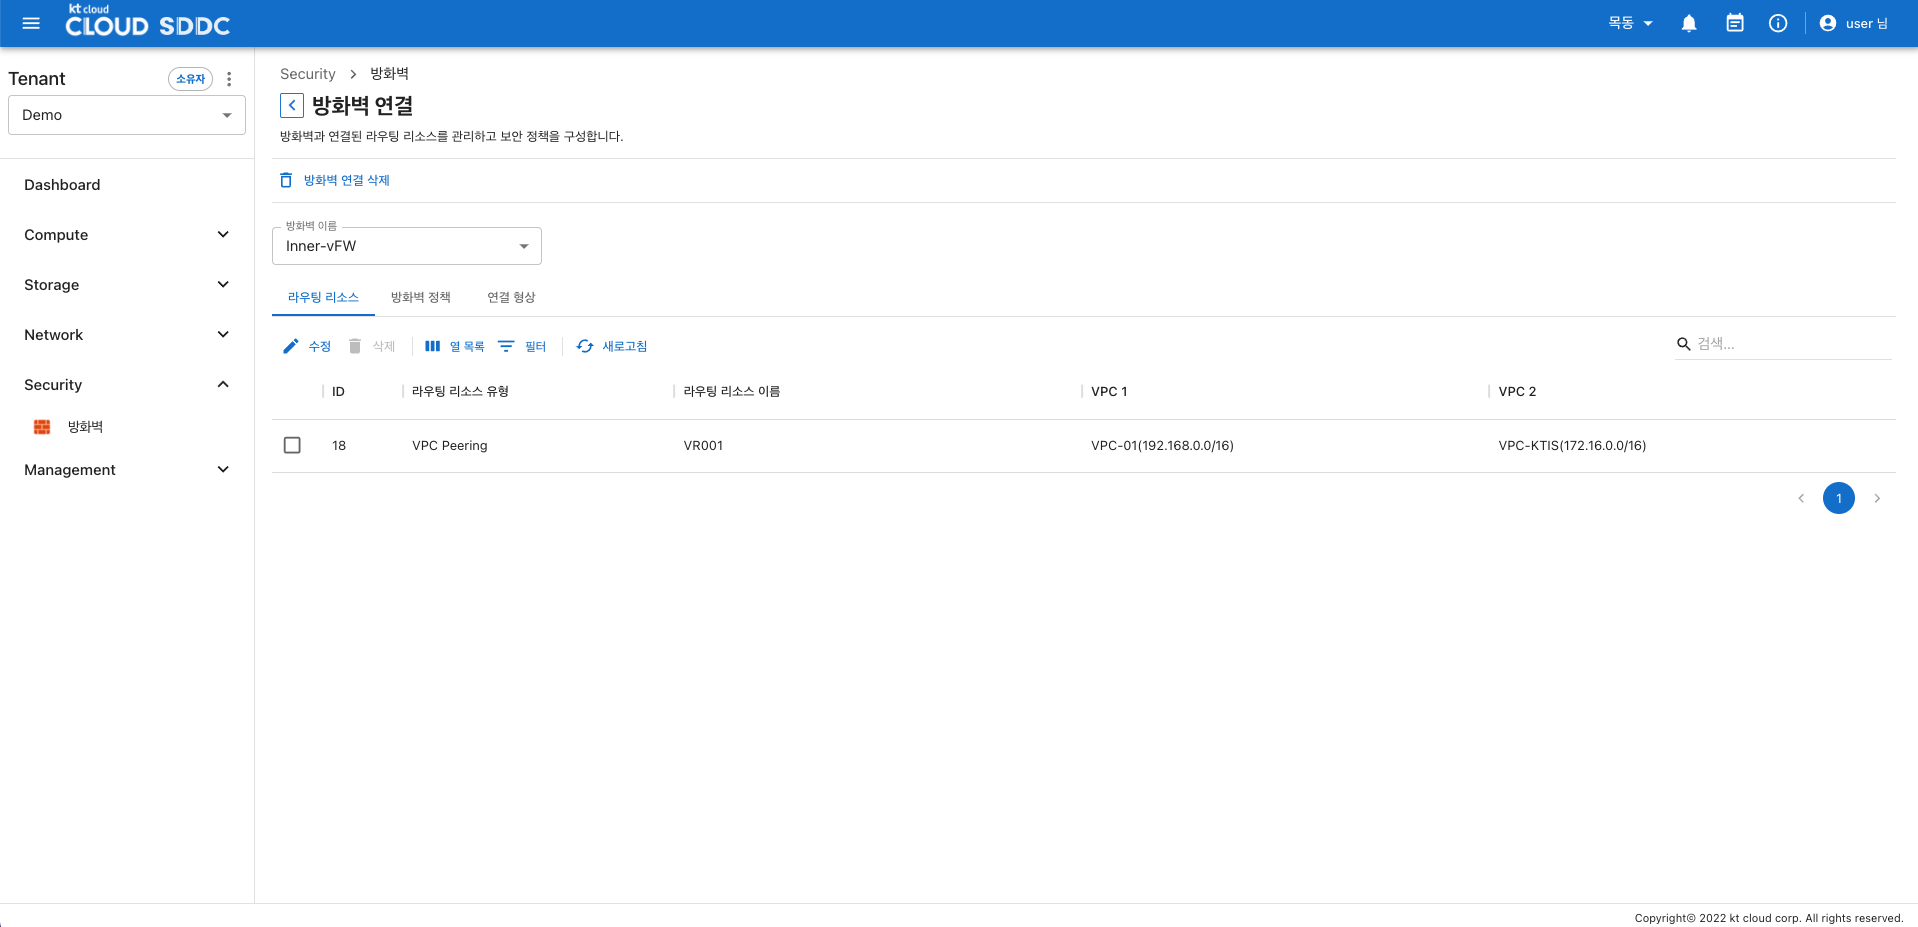 kt cloud
CLOUD SDDC
목동
user 님
Tenant
소유자
Demo
Dashboard
Compute
Storage
Network
Security
방화벽
Management
Security > 방화벽
방화벽 연결
방화벽과 연결된 라우팅 리소스를 관리하고 보안 정책을 구성합니다.
방화벽 연결 삭제
방화벽 이름
Inner-vFW
라우팅 리소스 방화벽 정책 연결 형상
수정 삭제 열 목록 필터 새로고침 검색...
ID 라우팅 리소스 유형 라우팅 리소스 이름 VPC 1 VPC 2
18 VPC Peering VR001 VPC-01(192.168.0.0/16) VPC-KTIS(172.16.0.0/16)
1
Copyright© 2022 kt cloud corp. All rights reserved.